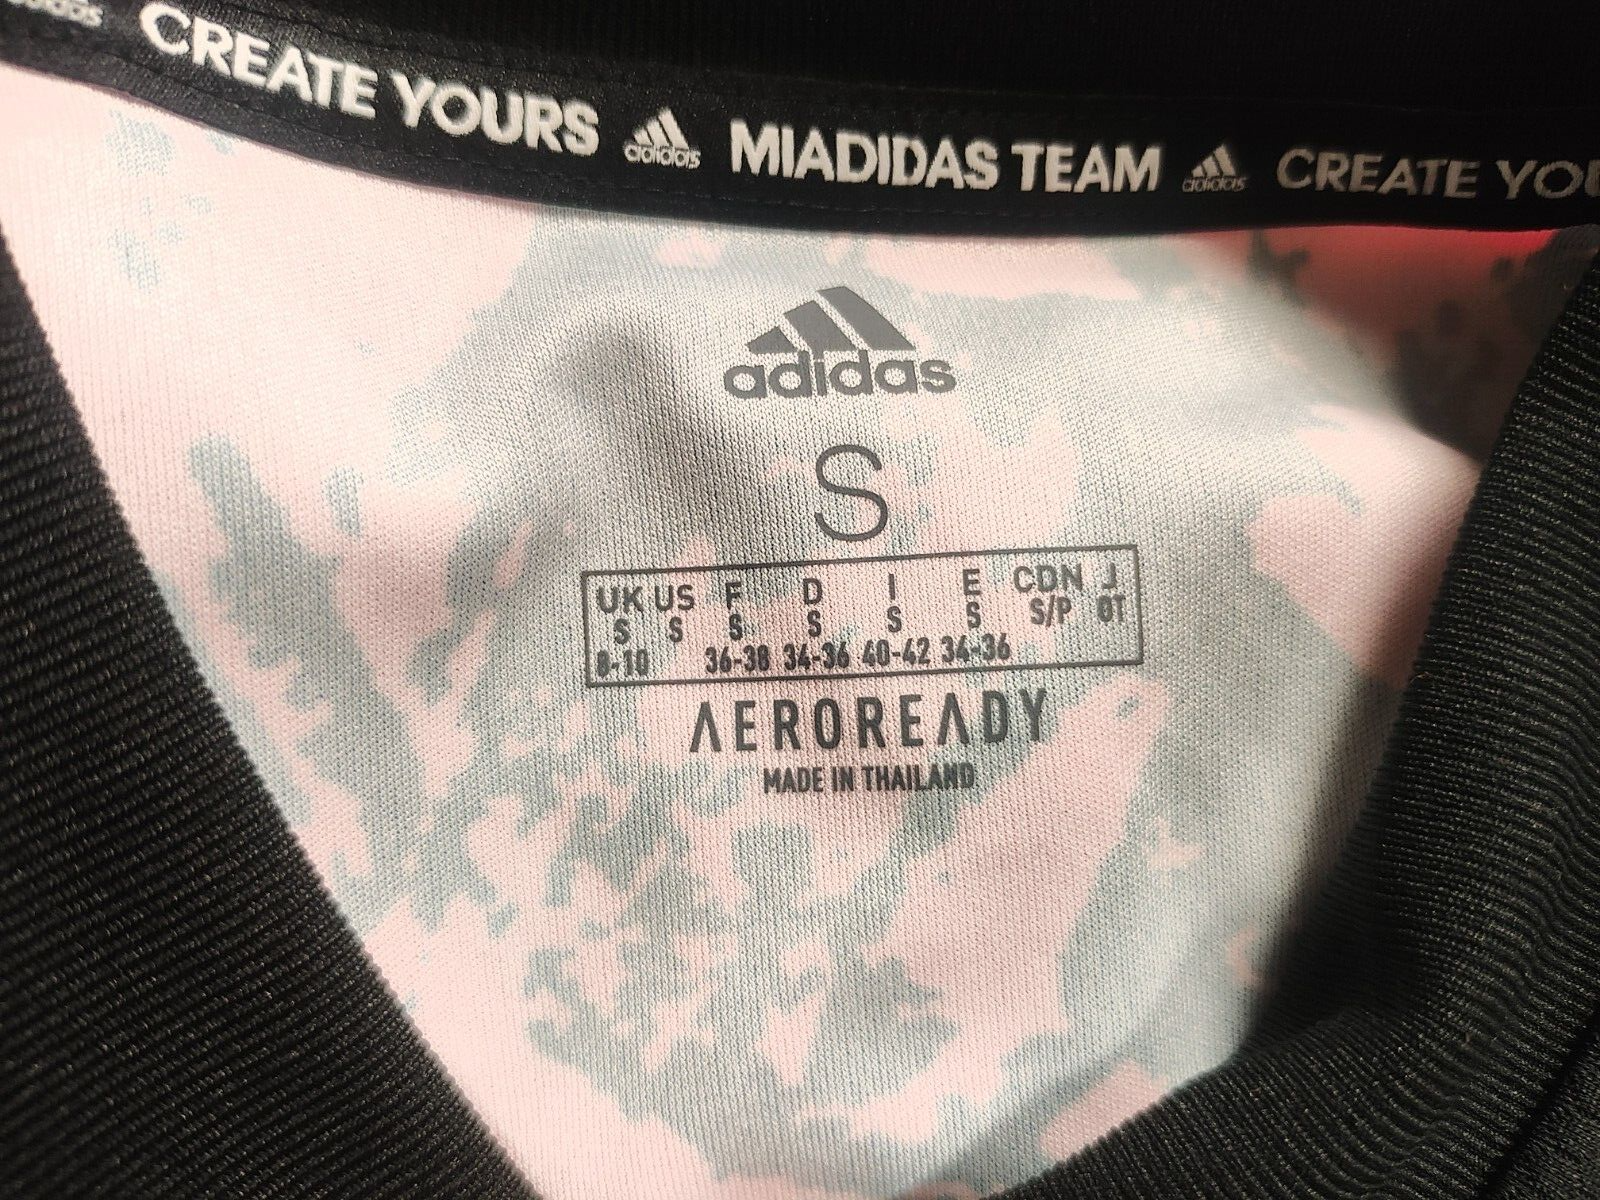 adidas CREATE YOURS adidas MIADIDAS TEAM adidas CREATE YOU
adidas
S
UK US F D I E CDN J
S S S S S S S/P OT
8-10 36-38 34-36 40-42 34-36
AEROREADY
MADE IN THAILAND